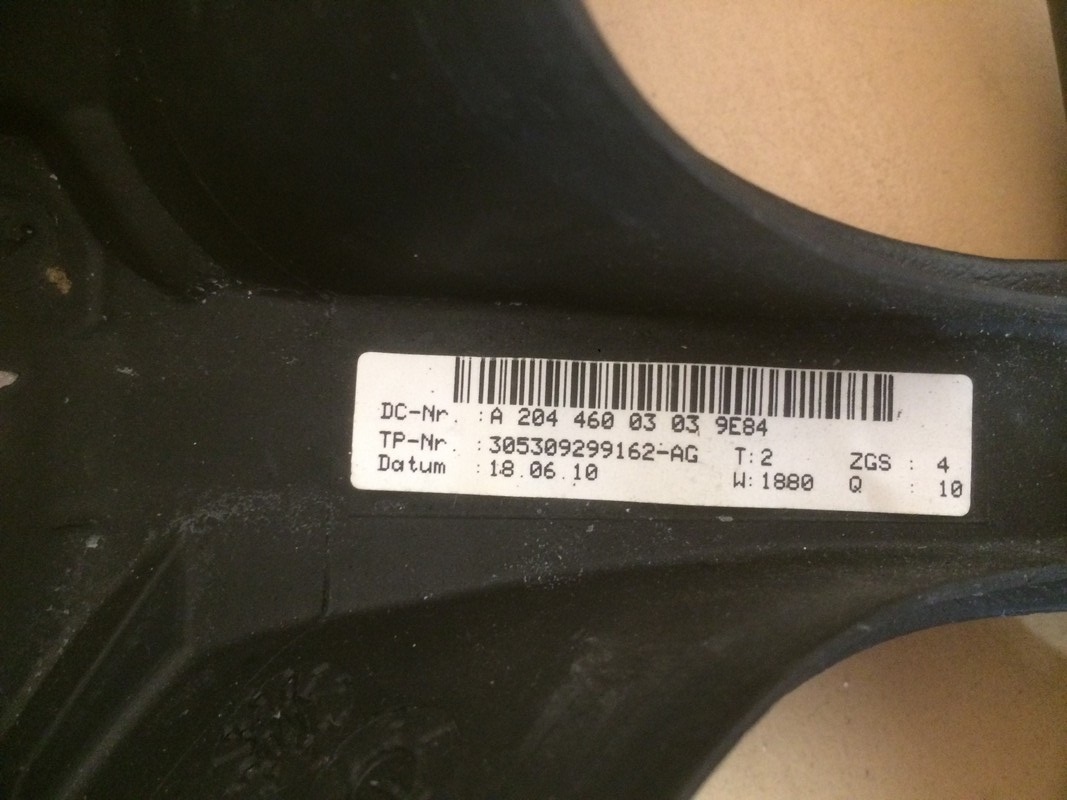 DC-Nr. :A 204 460 03 03 9E84
TP-Nr. :305309299162-AG T:2 ZGS : 4
Datum :18.06.10 W:1880 Q : 10